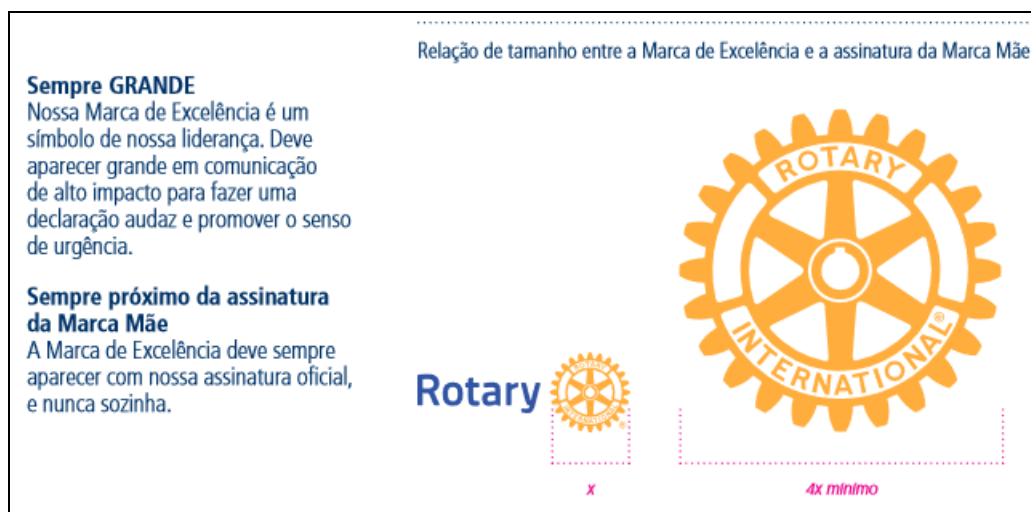 Relação de tamanho entre a Marca de Excelência e a assinatura da Marca Mãe
Sempre GRANDE
Nossa Marca de Excelência é um
símbolo de nossa liderança. Deve
aparecer grande em comunicação
de alto impacto para fazer uma
declaração audaz e promover o senso
de urgência.
Sempre próximo da assinatura
da Marca Mãe
A Marca de Excelência deve sempre
aparecer com nossa assinatura oficial,
e nunca sozinha.
Rotary
ROTARY
INTERNATIONAL
®
x
ROTARY
INTERNATIONAL®
4x mínimo